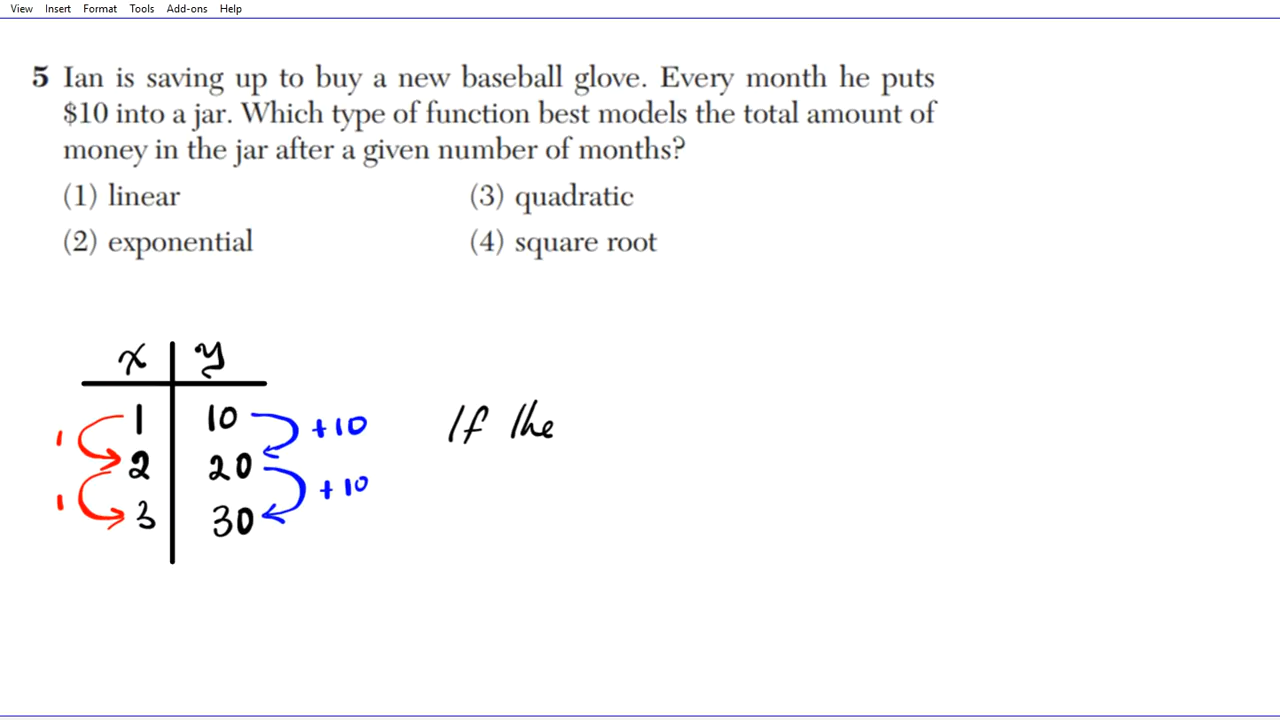 View Insert Format Tools Add-ons Help
5 Ian is saving up to buy a new baseball glove. Every month he puts
$10 into a jar. Which type of function best models the total amount of
money in the jar after a given number of months?
(1) linear (3) quadratic
(2) exponential (4) square root
x y
1 10 +10 If the
1
2 20
+10
1
3 30